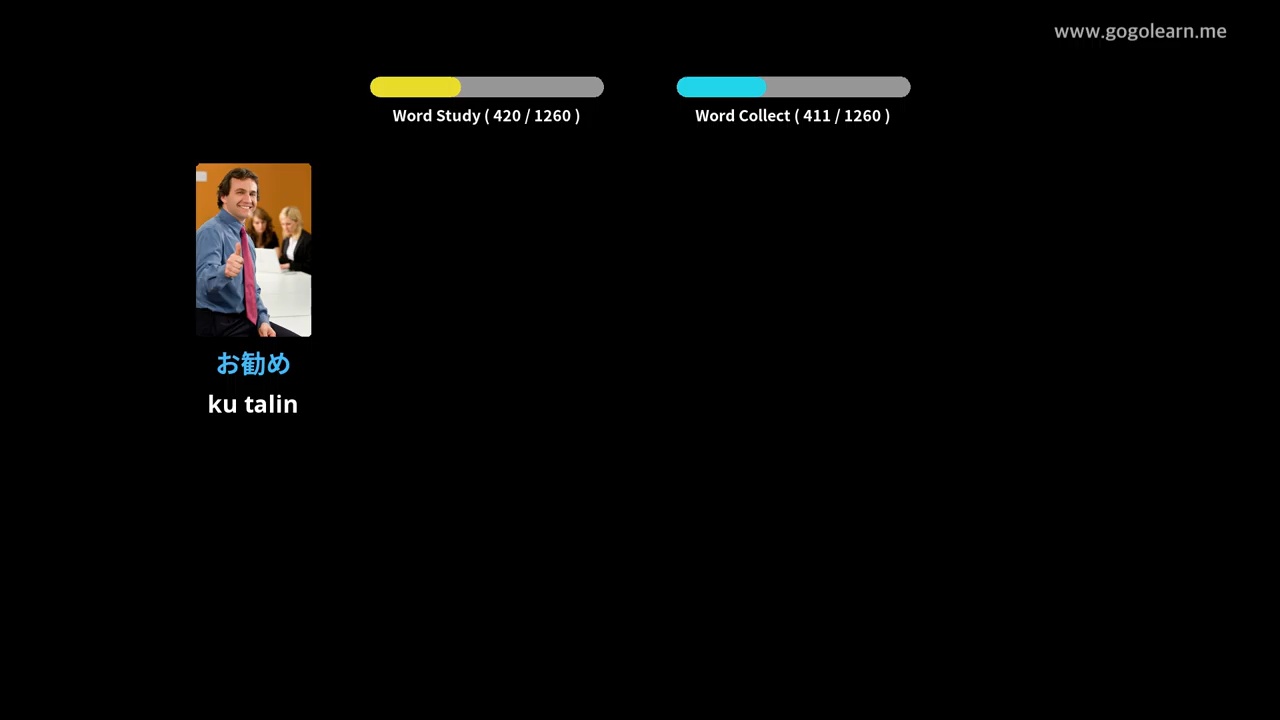 www.gogolearn.me
Word Study ( 420 / 1260 )
Word Collect ( 411 / 1260 )
お勧め
ku talin